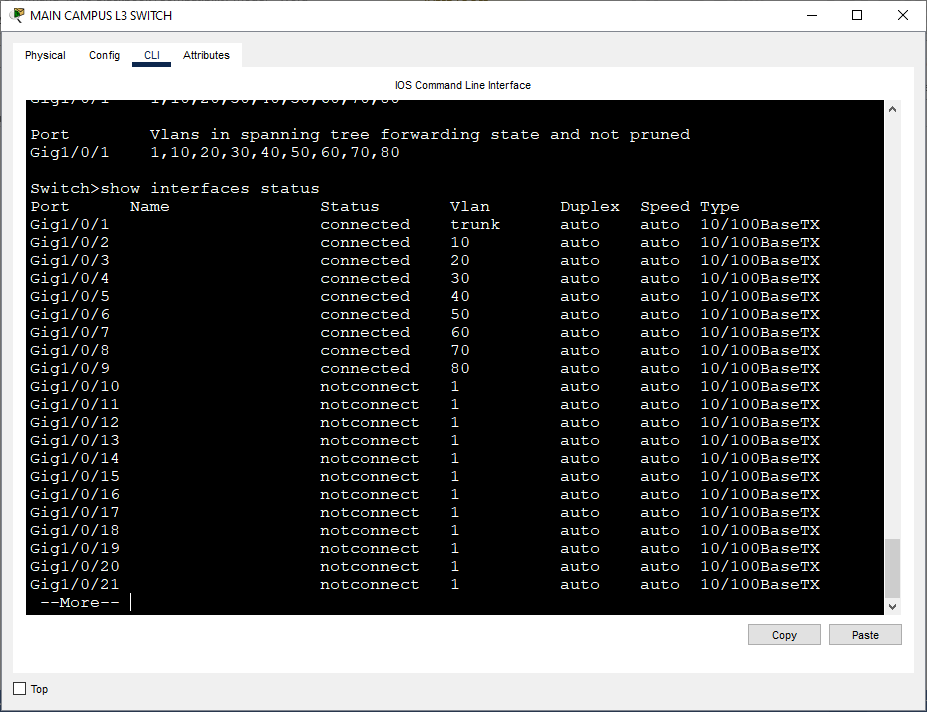 MAIN CAMPUS L3 SWITCH
Physical Config CLI Attributes
IOS Command Line Interface
Gig1/0/1 1,10,20,30,40,50,60,70,80
Port Vlans in spanning tree forwarding state and not pruned
Gig1/0/1 1,10,20,30,40,50,60,70,80
Switch>show interfaces status
Port Name Status Vlan Duplex Speed Type
Gig1/0/1 connected trunk auto auto 10/100BaseTX
Gig1/0/2 connected 10 auto auto 10/100BaseTX
Gig1/0/3 connected 20 auto auto 10/100BaseTX
Gig1/0/4 connected 30 auto auto 10/100BaseTX
Gig1/0/5 connected 40 auto auto 10/100BaseTX
Gig1/0/6 connected 50 auto auto 10/100BaseTX
Gig1/0/7 connected 60 auto auto 10/100BaseTX
Gig1/0/8 connected 70 auto auto 10/100BaseTX
Gig1/0/9 connected 80 auto auto 10/100BaseTX
Gig1/0/10 notconnect 1 auto auto 10/100BaseTX
Gig1/0/11 notconnect 1 auto auto 10/100BaseTX
Gig1/0/12 notconnect 1 auto auto 10/100BaseTX
Gig1/0/13 notconnect 1 auto auto 10/100BaseTX
Gig1/0/14 notconnect 1 auto auto 10/100BaseTX
Gig1/0/15 notconnect 1 auto auto 10/100BaseTX
Gig1/0/16 notconnect 1 auto auto 10/100BaseTX
Gig1/0/17 notconnect 1 auto auto 10/100BaseTX
Gig1/0/18 notconnect 1 auto auto 10/100BaseTX
Gig1/0/19 notconnect 1 auto auto 10/100BaseTX
Gig1/0/20 notconnect 1 auto auto 10/100BaseTX
Gig1/0/21 notconnect 1 auto auto 10/100BaseTX
--More--
Copy Paste
Top